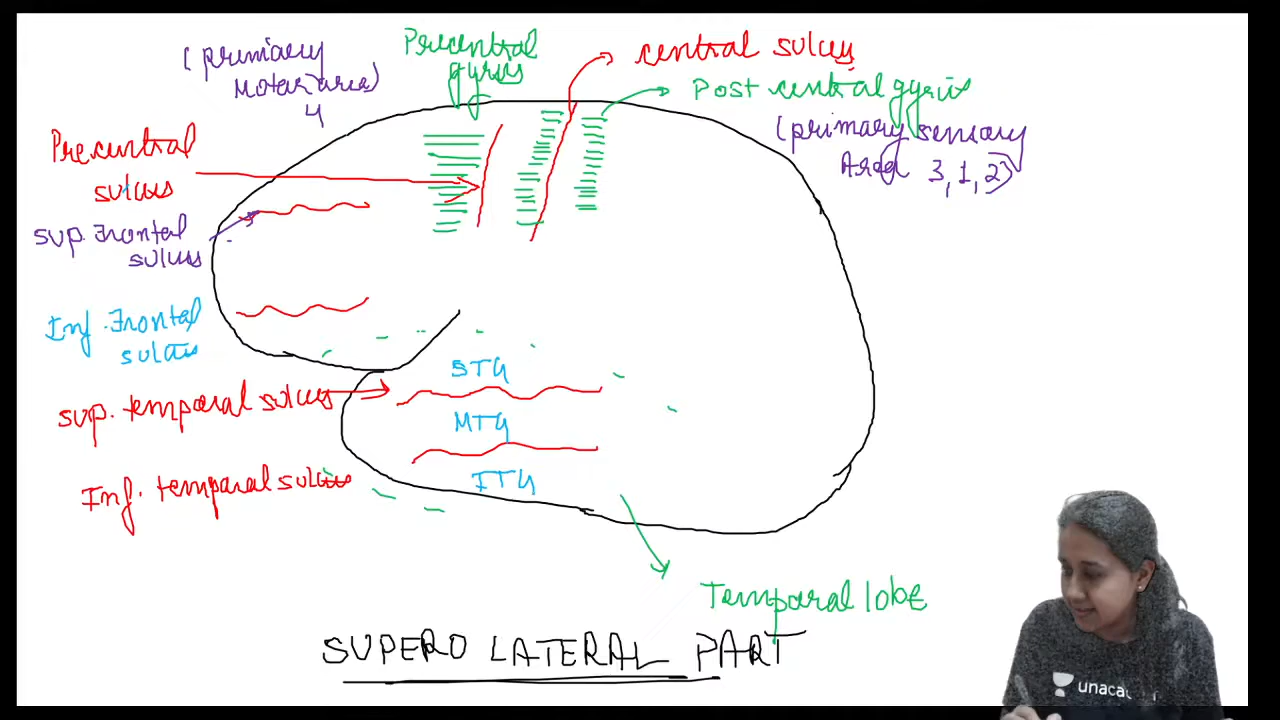 (primary
Motar area)
4
Precentral
gyrus
central sulcus
Post central gyrus
(primary sensory
Area 3, 1, 2)
Precentral
sulcus
sup. Frontal
sulcus
Inf. Frontal
sulcus
sup. temporal sulcus
Inf. temporal sulcus
STG
MTG
ITG
Temporal lobe
SUPERO LATERAL PART